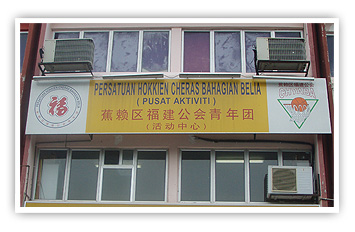 PERSATUAN HOKKIEN CHERAS BAHAGIAN BELIA
( PUSAT AKTIVITI )
蕉赖区福建公会青年团
(活动中心)
福